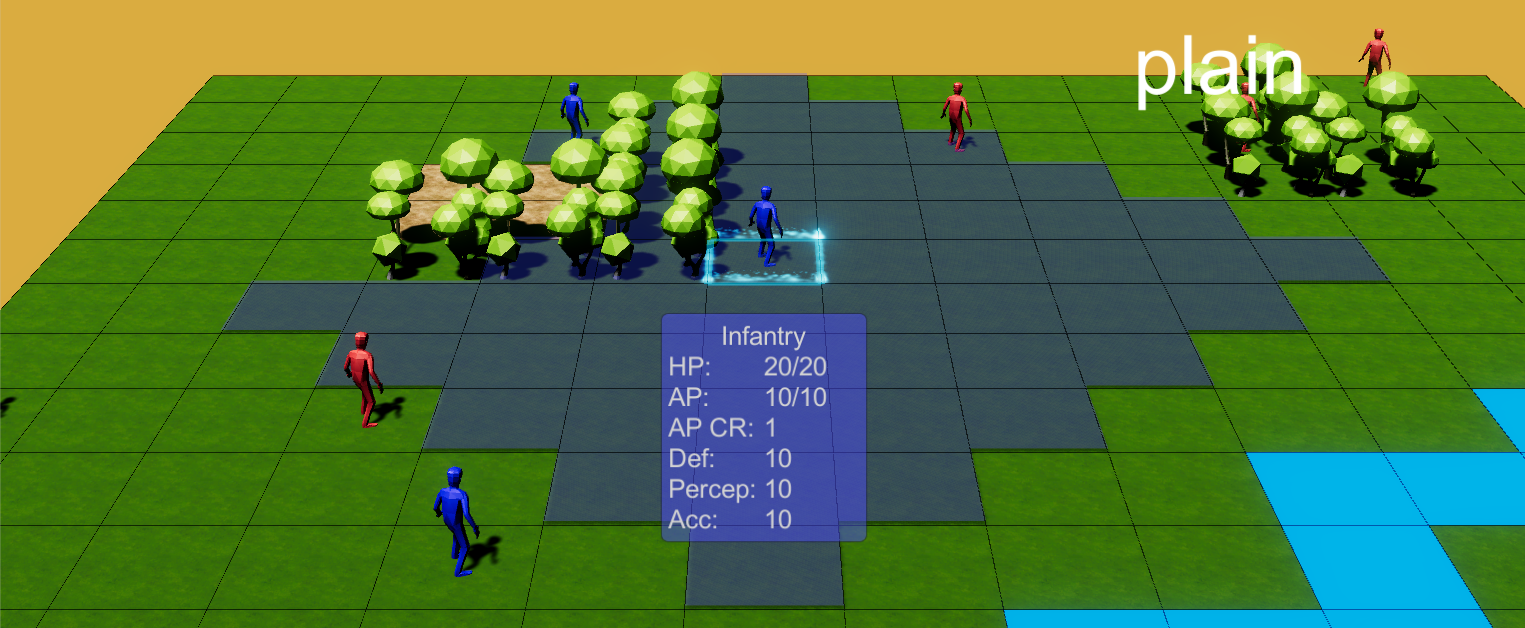 plain
Infantry
HP: 20/20
AP: 10/10
AP CR: 1
Def: 10
Percep: 10
Acc: 10